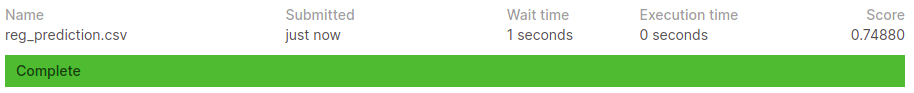 Name Submitted Wait time Execution time Score
reg_prediction.csv just now 1 seconds 0 seconds 0.74880
Complete